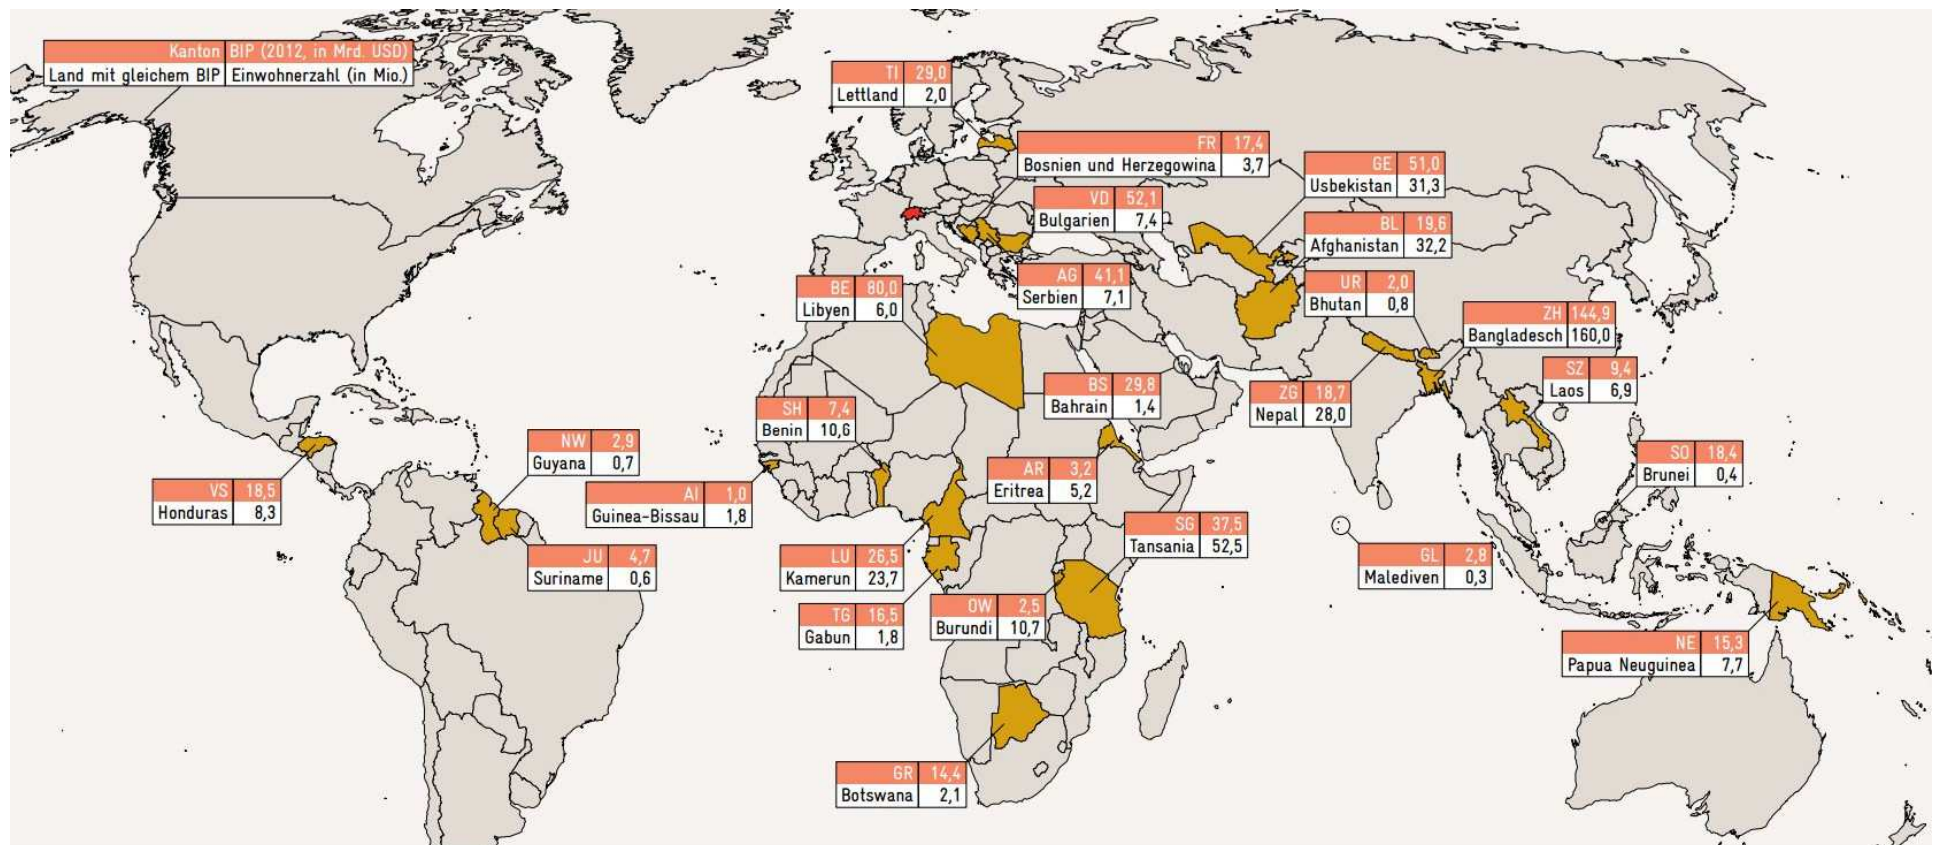 Kanton BIP (2012, in Mrd. USD)
Land mit gleichem BIP Einwohnerzahl (in Mio.)
TI 29,0
Lettland 2,0
FR 17,4
Bosnien und Herzegowina 3,7
GE 51,0
Usbekistan 31,3
VD 52,1
Bulgarien 7,4
BL 19,6
Afghanistan 32,2
AG 41,1
Serbien 7,1
BE 80,0
Libyen 6,0
UR 2,0
Bhutan 0,8
ZH 144,9
Bangladesch 160,0
SZ 9,4
Laos 6,9
BS 29,8
Bahrain 1,4
ZG 18,7
Nepal 28,0
SH 7,4
Benin 10,6
NW 2,9
Guyana 0,7
SO 18,4
Brunei 0,4
AR 3,2
Eritrea 5,2
VS 18,5
Honduras 8,3
AI 1,0
Guinea-Bissau 1,8
SG 37,5
Tansania 52,5
JU 4,7
Suriname 0,6
LU 26,5
Kamerun 23,7
GL 2,8
Malediven 0,3
OW 2,5
Burundi 10,7
TG 16,5
Gabun 1,8
NE 15,3
Papua Neuguinea 7,7
GR 14,4
Botswana 2,1